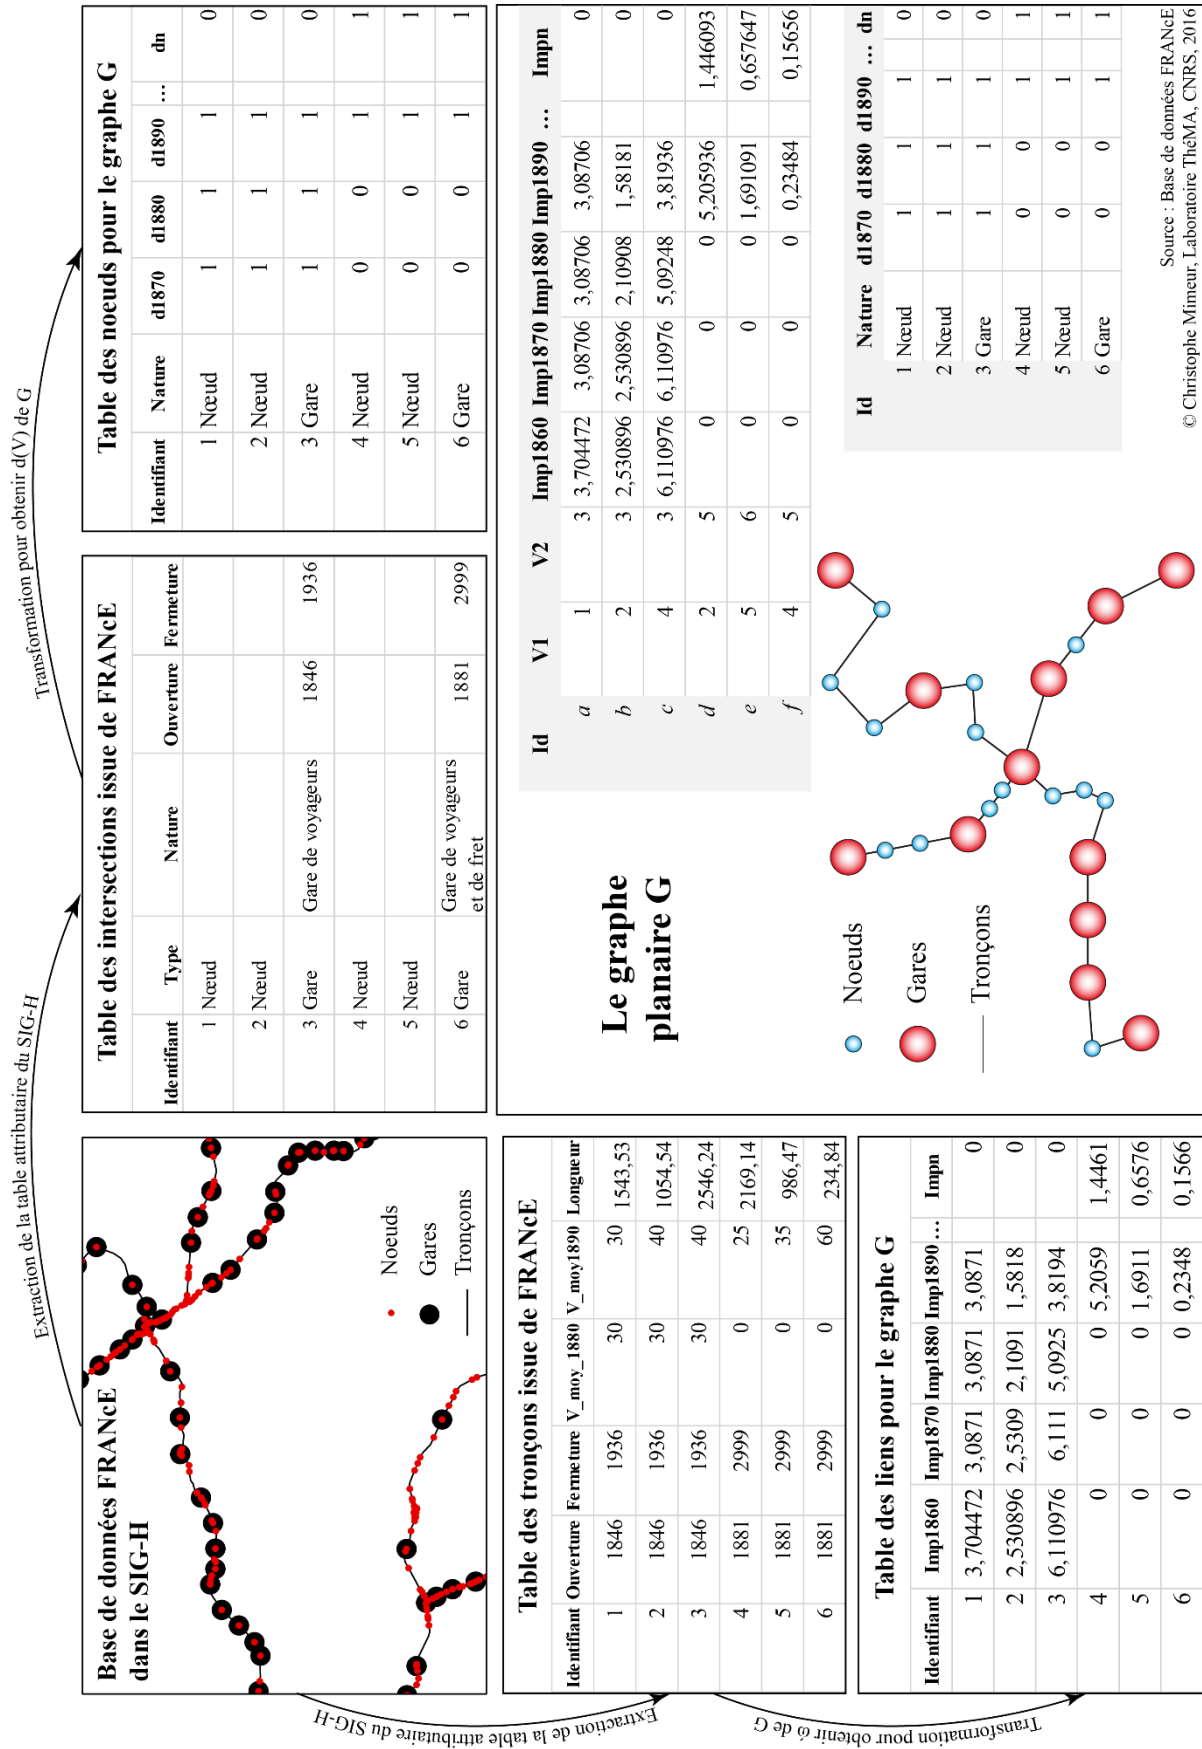 Extraction de la table attributaire du SIG-H
Transformation pour obtenir d(V) de G
Base de données FRANcE
dans le SIG-H
Noeuds
Gares
Tronçons
Table des intersections issue de FRANcE
Identifiant Type Nature Ouverture Fermeture
1 Nœud
2 Nœud
3 Gare Gare de voyageurs 1846 1936
4 Nœud
5 Nœud
6 Gare Gare de voyageurs et de fret 1881 2999
Table des noeuds pour le graphe G
Identifiant Nature d1870 d1880 d1890 ... dn
1 Nœud 1 1 1 0
2 Nœud 1 1 1 0
3 Gare 1 1 1 0
4 Nœud 0 0 1 1
5 Nœud 0 0 1 1
6 Gare 0 0 1 1
Extraction de la table attributaire du SIG-H
Transformation pour obtenir ώ de G
Table des tronçons issue de FRANcE
Identifiant Ouverture Fermeture V_moy_1880 V_moy1890 Longueur
1 1846 1936 30 30 1543,53
2 1846 1936 30 40 1054,54
3 1846 1936 30 40 2546,24
4 1881 2999 0 25 2169,14
5 1881 2999 0 35 986,47
6 1881 2999 0 60 234,84
Table des liens pour le graphe G
Identifiant Imp1860 Imp1870 Imp1880 Imp1890 ... Impn
1 3,704472 3,0871 3,0871 3,0871 0
2 2,530896 2,5309 2,1091 1,5818 0
3 6,110976 6,111 5,0925 3,8194 0
4 0 0 0 5,2059 1,4461
5 0 0 0 1,6911 0,6576
6 0 0 0 0,2348 0,1566
Le graphe
planaire G
Noeuds
Gares
Tronçons
Id V1 V2 Imp1860 Imp1870 Imp1880 Imp1890 ... Impn
a 1 3 3,704472 3,08706 3,08706 3,08706 0
b 2 3 2,530896 2,530896 2,10908 1,58181 0
c 4 3 6,110976 6,110976 5,09248 3,81936 0
d 2 5 0 0 0 5,205936 1,446093
e 5 6 0 0 0 1,691091 0,657647
f 4 5 0 0 0 0,23484 0,15656
Id Nature d1870 d1880 d1890 ... dn
1 Nœud 1 1 1 0
2 Nœud 1 1 1 0
3 Gare 1 1 1 0
4 Nœud 0 0 1 1
5 Nœud 0 0 1 1
6 Gare 0 0 1 1
Source : Base de données FRANcE
© Christophe Mimeur, Laboratoire ThéMA, CNRS, 2016